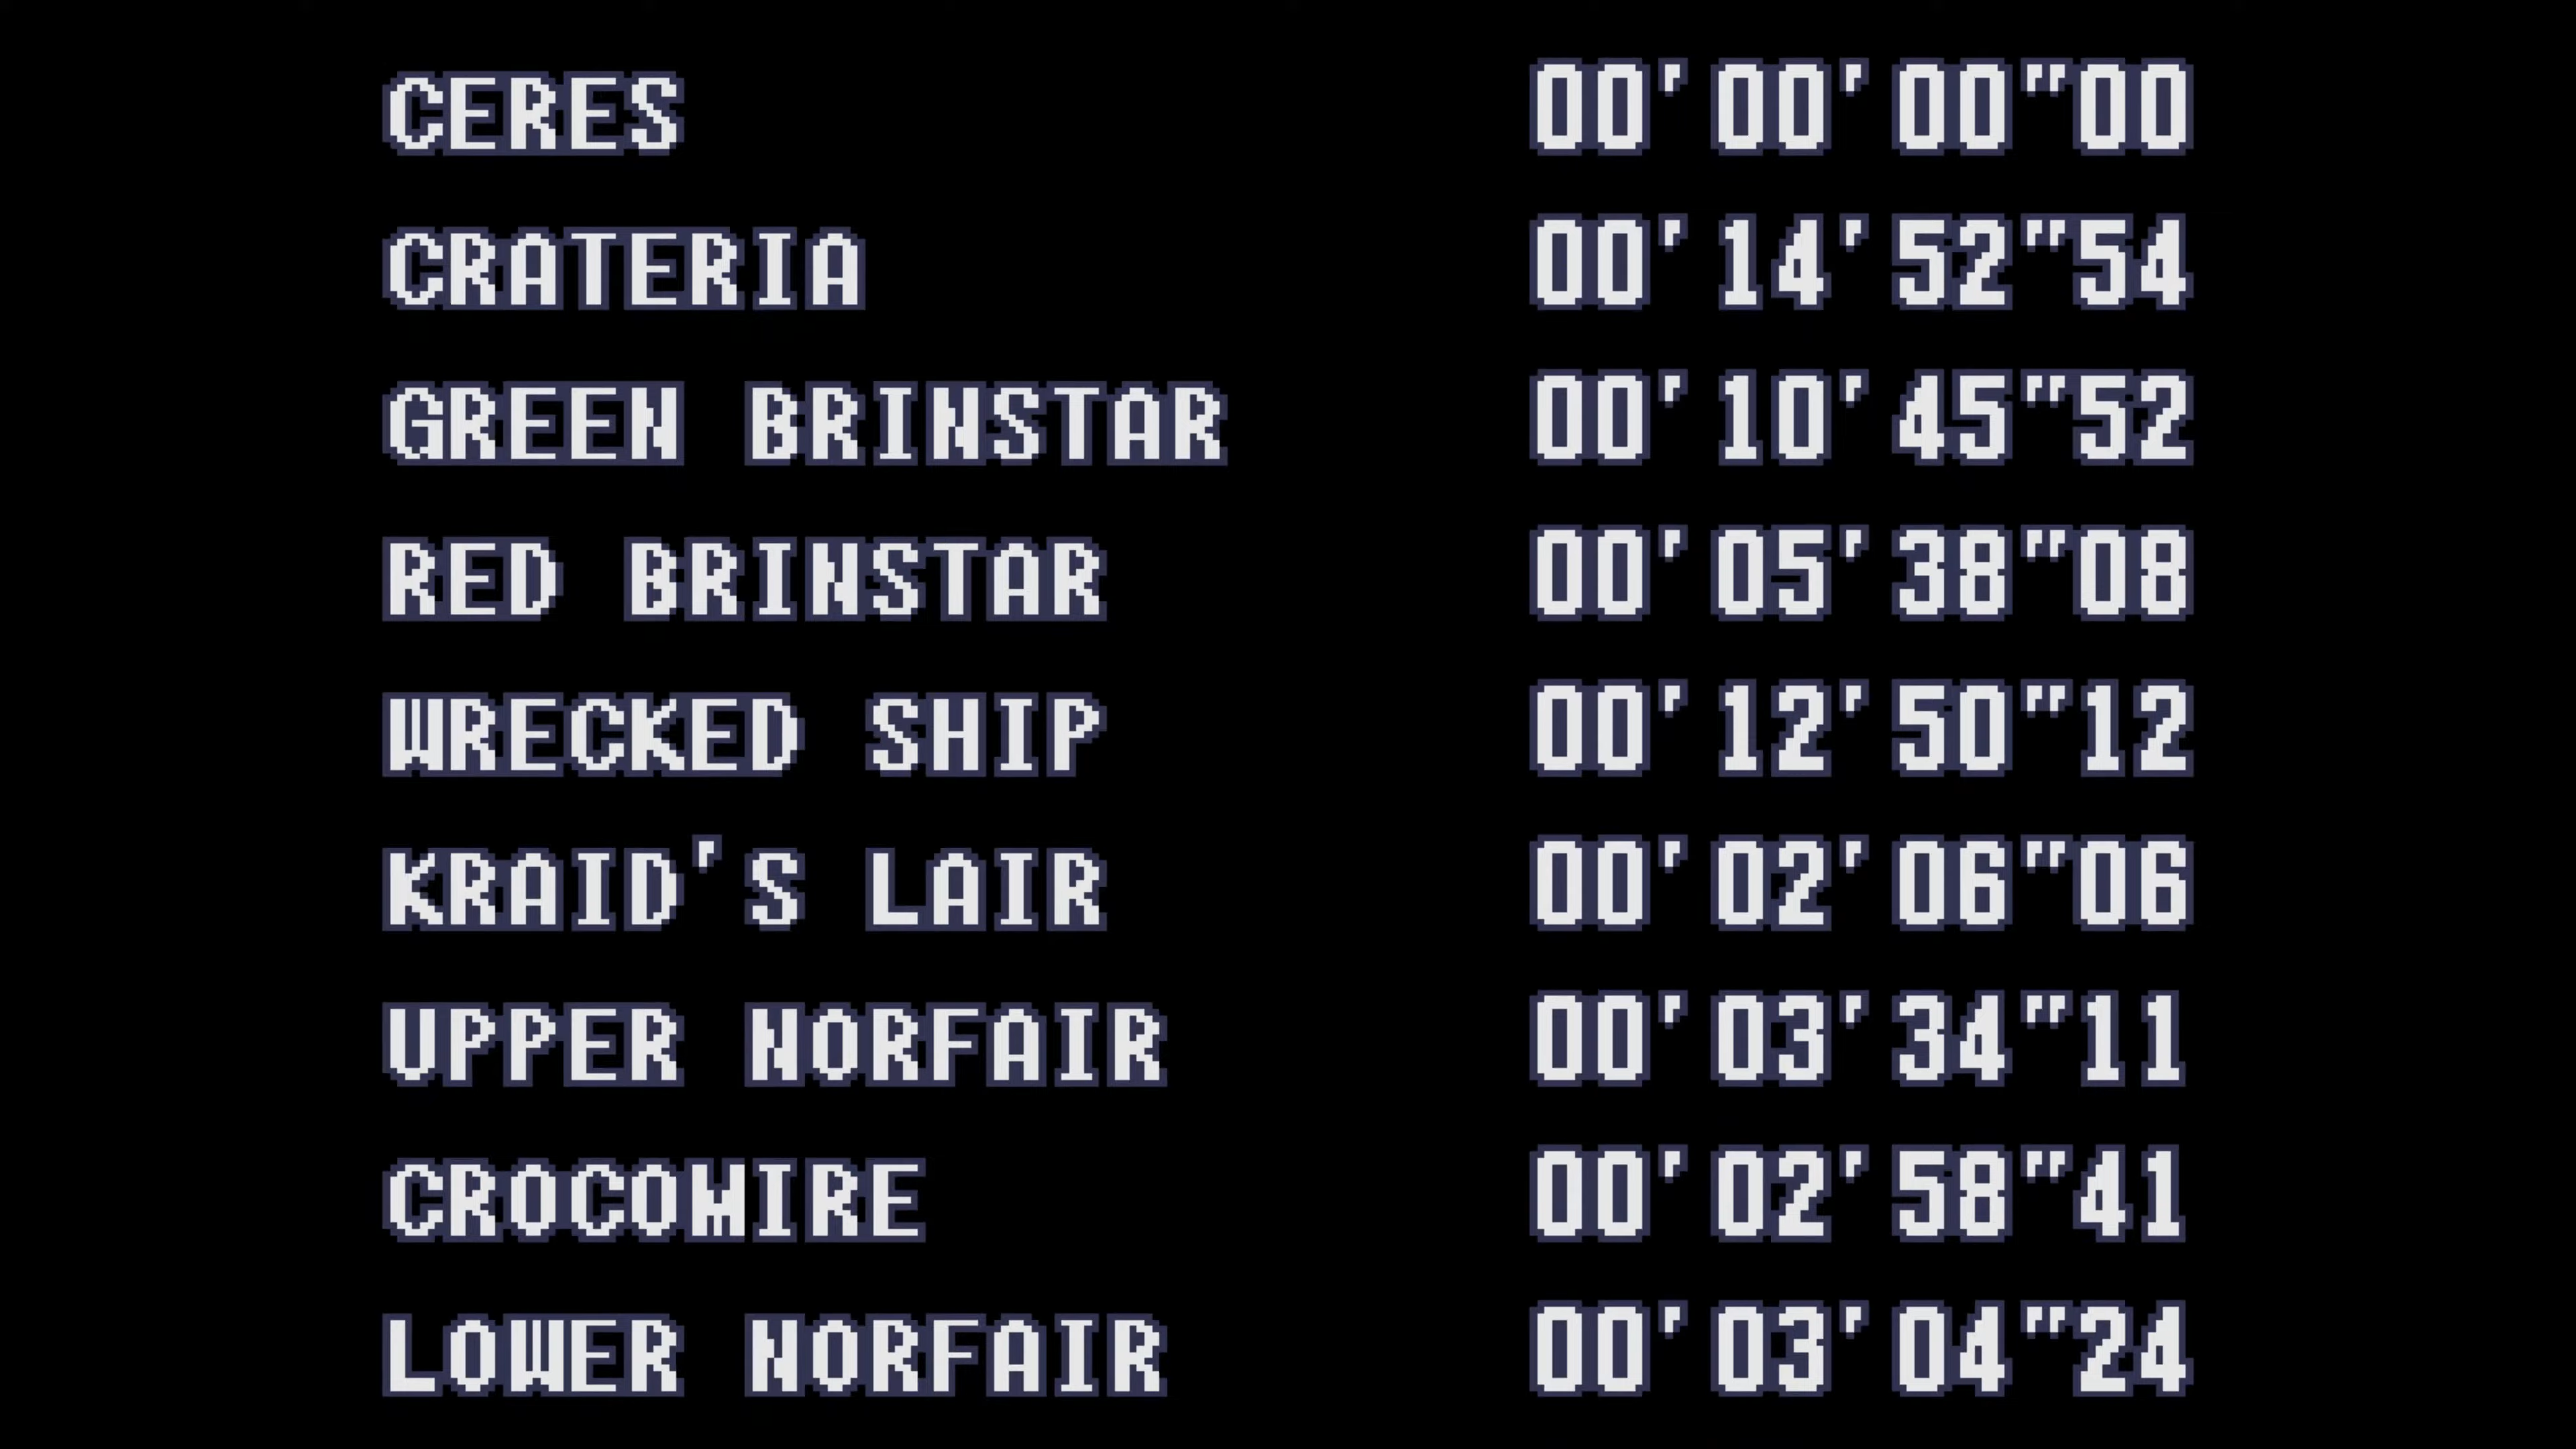 CERES 00'00'00"00
CRATERIA 00'14'52"54
GREEN BRINSTAR 00'10'45"52
RED BRINSTAR 00'05'38"08
WRECKED SHIP 00'12'50"12
KRAID'S LAIR 00'02'06"06
UPPER NORFAIR 00'03'34"11
CROCOMIRE 00'02'58"41
LOWER NORFAIR 00'03'04"24